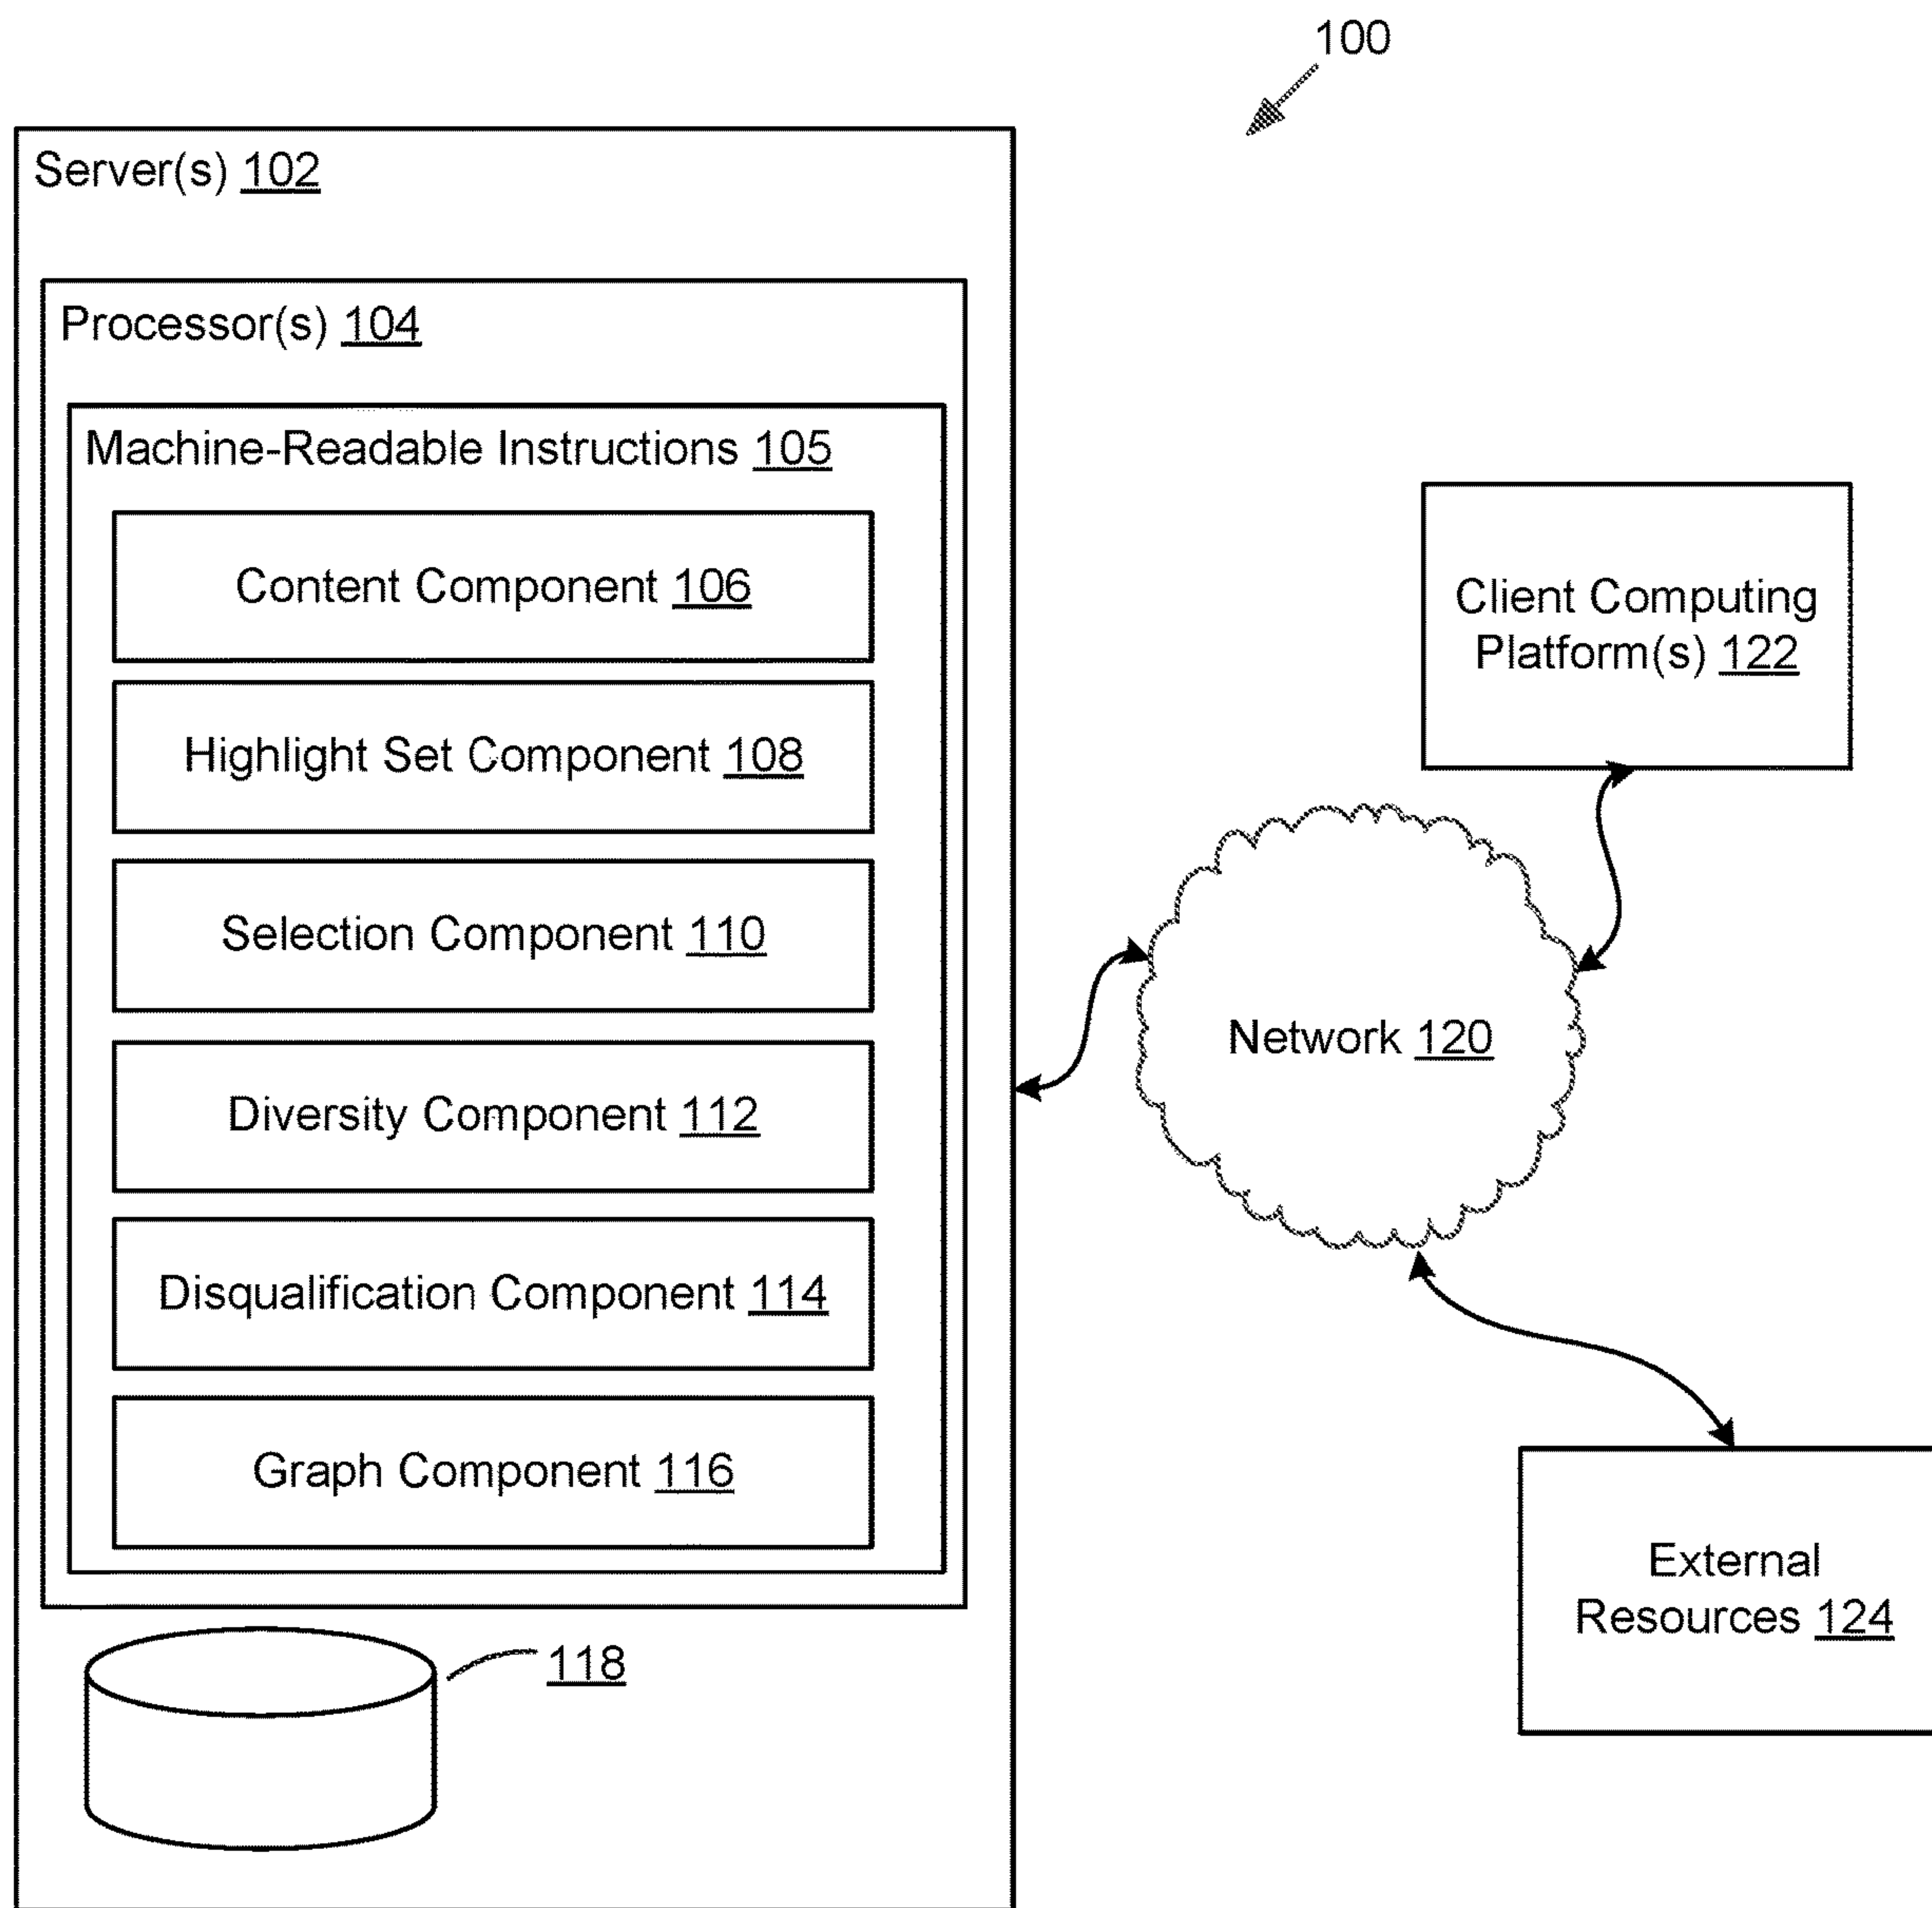 100
Server(s) 102
Processor(s) 104
Machine-Readable Instructions 105
Content Component 106
Highlight Set Component 108
Selection Component 110
Diversity Component 112
Disqualification Component 114
Graph Component 116
118
Client Computing
Platform(s) 122
Network 120
External
Resources 124